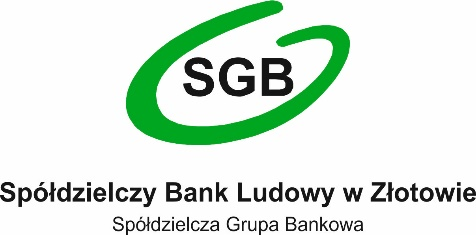 SGB
Spółdzielczy Bank Ludowy w Złotowie
Spółdzielcza Grupa Bankowa